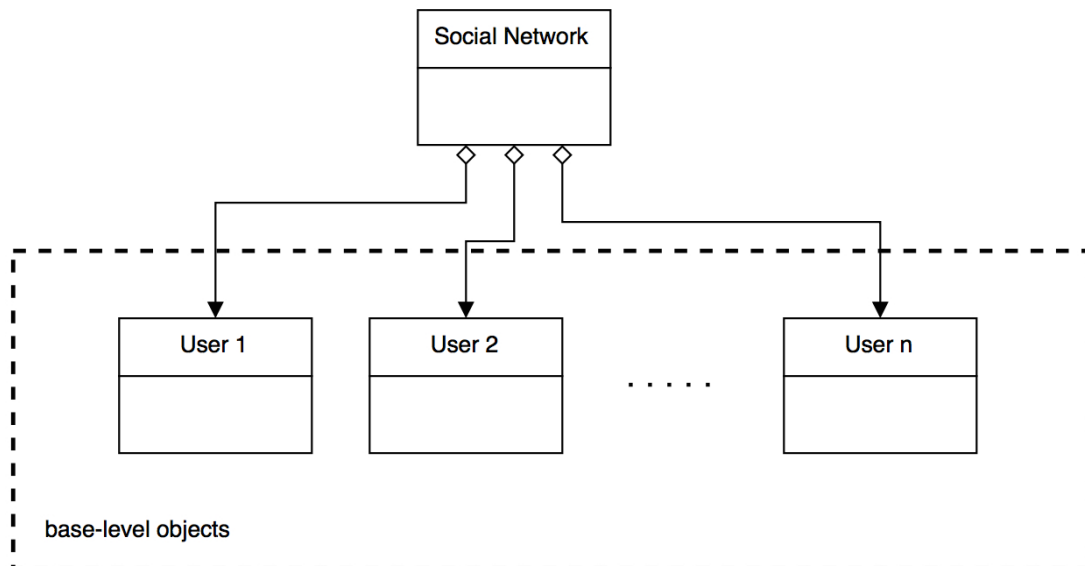 Social Network
User 1
User 2
. . . . .
User n
base-level objects